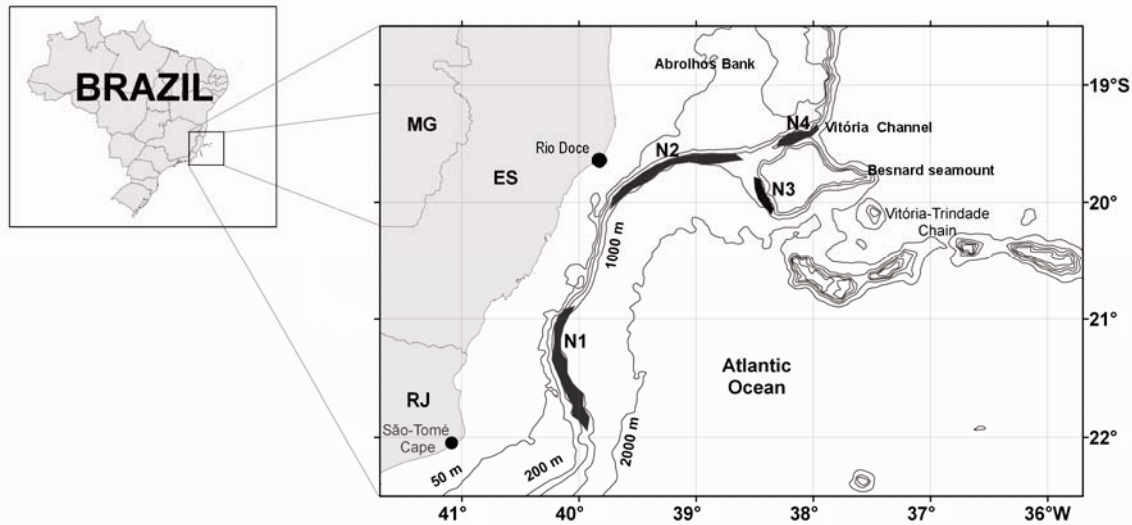 BRAZIL
Abrolhos Bank
19°S
MG
N4
Vitória Channel
Rio Doce
N2
ES
Besnard seamount
N3
20°
Vitória-Trindade
Chain
1000 m
21°
N1
Atlantic
Ocean
RJ
São-Tomé
Cape
2000 m
22°
50 m
200 m
41°
40°
39°
38°
37°
36°W